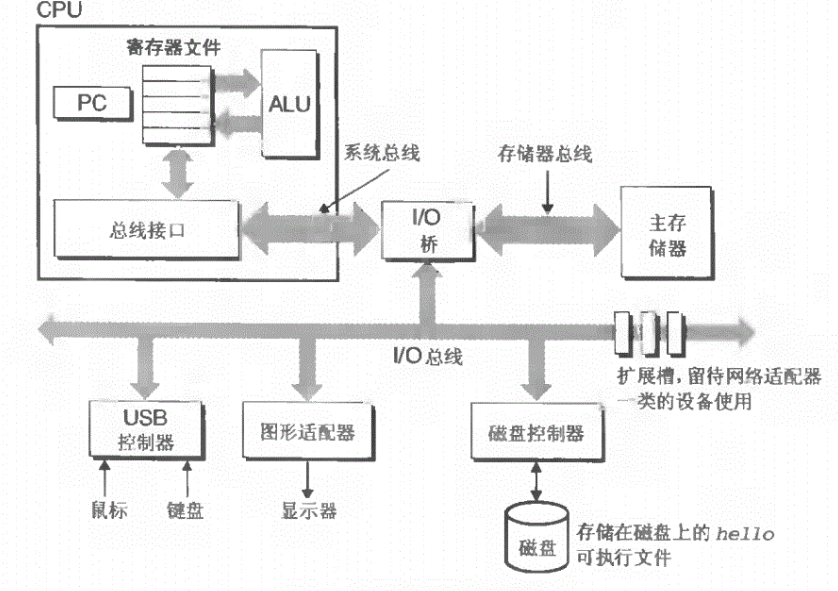 CPU
寄存器文件
PC
ALU
系统总线
存储器总线
总线接口
I/O
桥
主存
储器
I/O总线
扩展槽,留待网络适配器
一类的设备使用
USB
控制器
图形适配器
磁盘控制器
鼠标
键盘
显示器
磁盘
存储在磁盘上的 hello
可执行文件